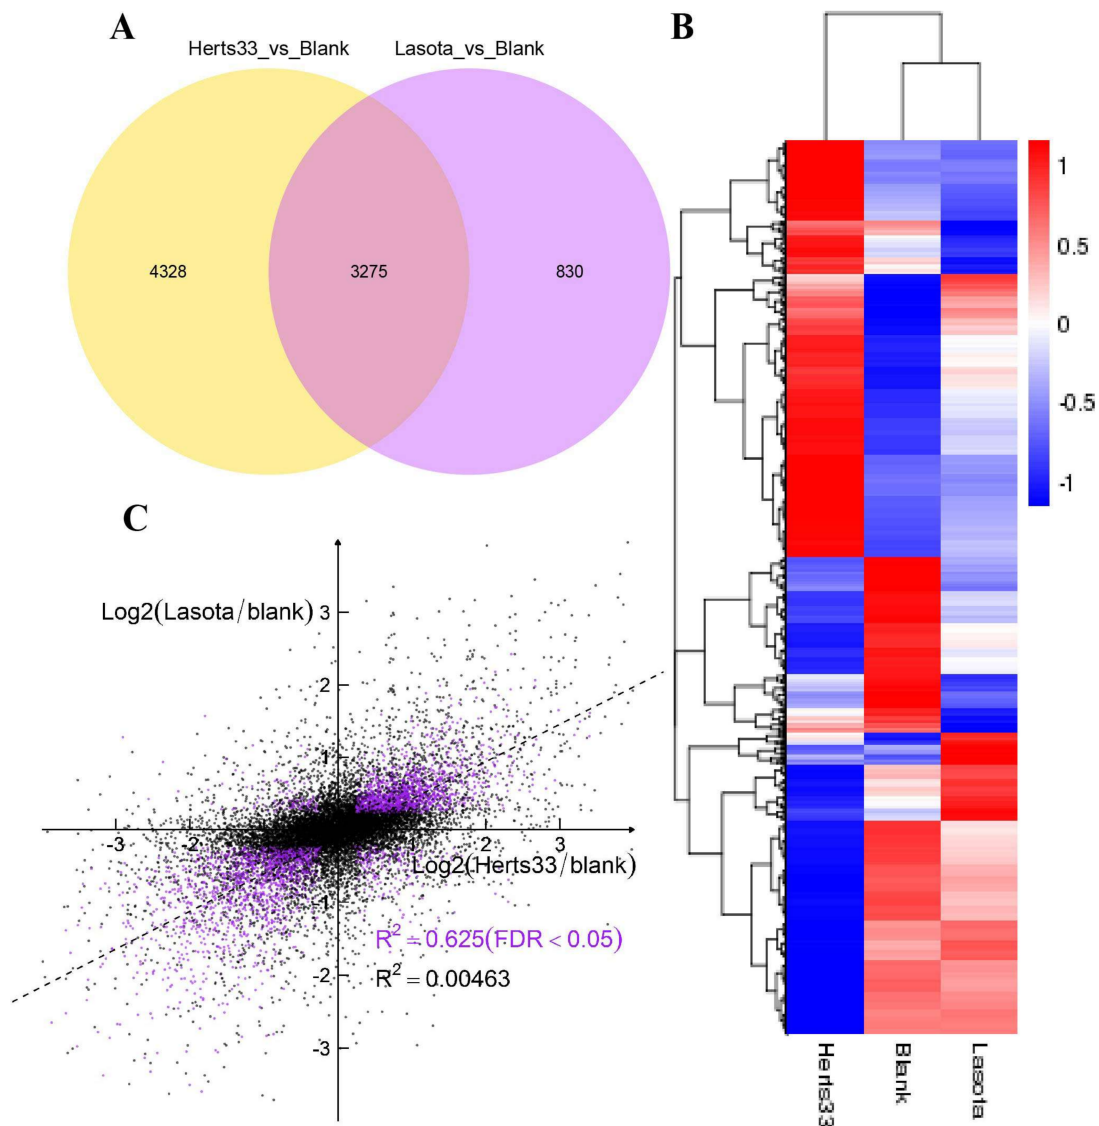 A
Herts33_vs_Blank
Lasota_vs_Blank
4328
3275
830
B
1
0.5
0
-0.5
-1
Herts33
Blank
Lasota
C
Log2(Lasota/blank)
3
2
1
-3
-2
-1
1
2
3
Log2(Herts33/blank)
-1
R² = 0.625(FDR < 0.05)
-2
R² = 0.00463
-3